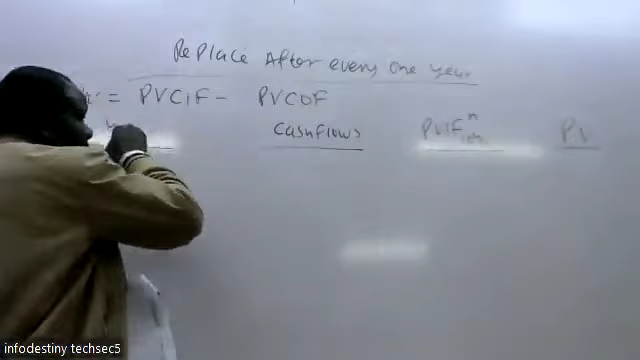 Replace After every one year
= PVCIF - PVCOF
Cashflows PVIF n PV
infodestiny techsec5